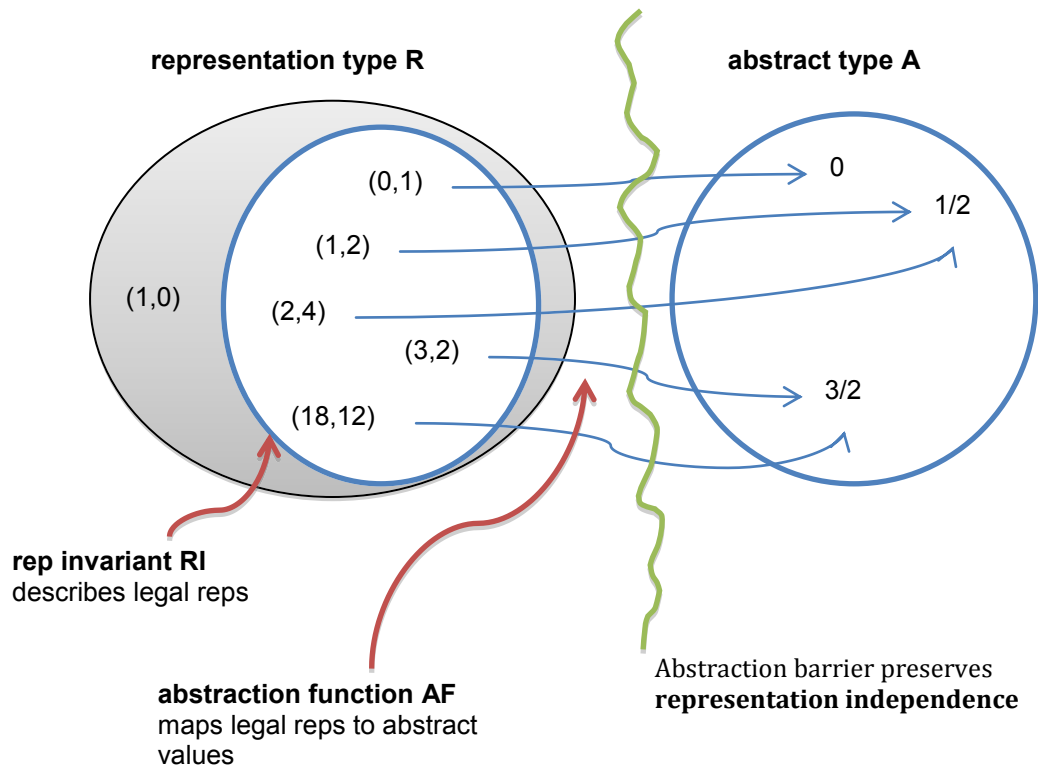 representation type R
abstract type A
(0,1)
0
1/2
(1,2)
(1,0)
(2,4)
(3,2)
3/2
(18,12)
rep invariant RI
describes legal reps
abstraction function AF
maps legal reps to abstract
values
Abstraction barrier preserves
representation independence